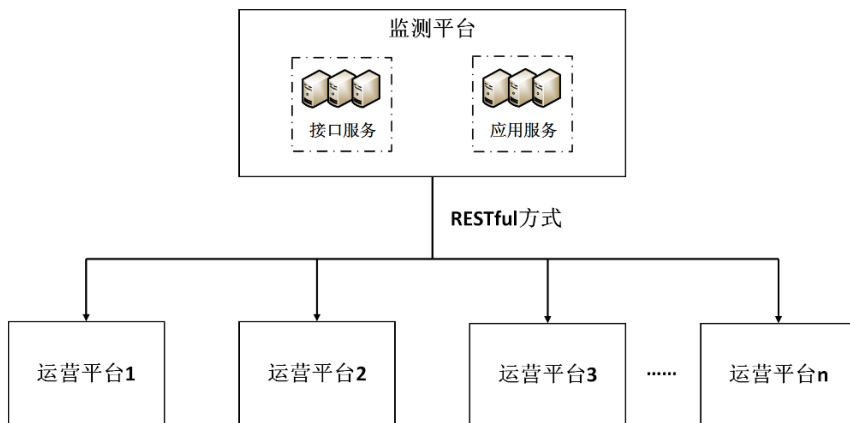 监测平台
接口服务
应用服务
RESTful方式
运营平台1
运营平台2
运营平台3
……
运营平台n